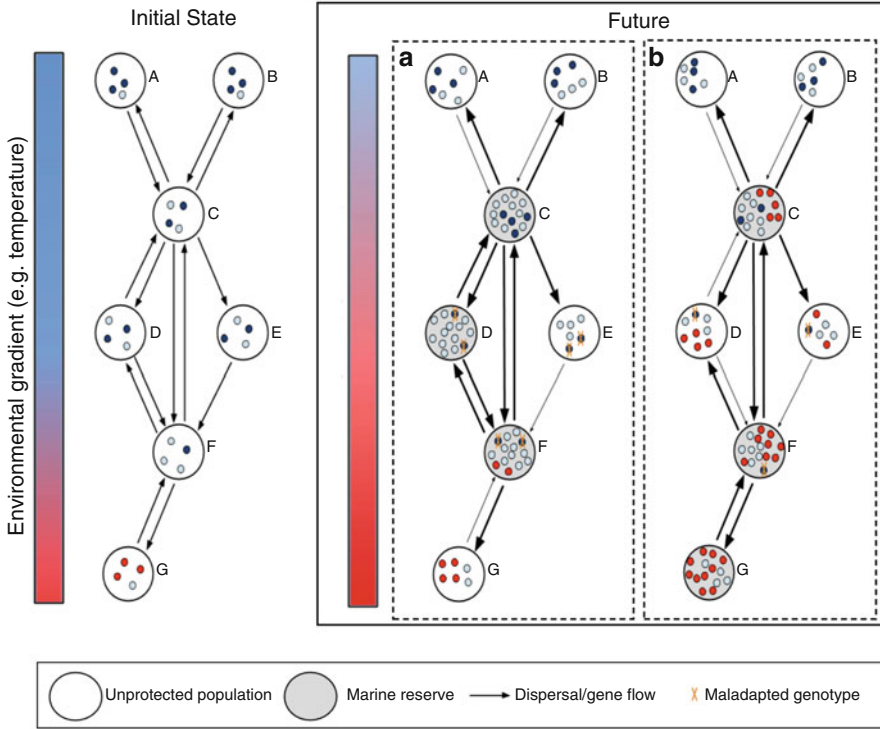 Initial State
Future
Environmental gradient (e.g. temperature)
A
B
C
D
E
F
G
a
A
B
C
D
E
F
G
b
A
B
C
D
E
F
G
Unprotected population
Marine reserve
Dispersal/gene flow
Maladapted genotype